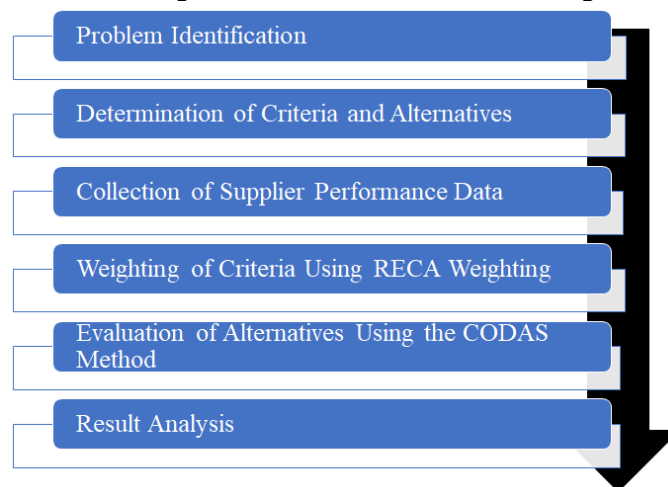 Problem Identification
Determination of Criteria and Alternatives
Collection of Supplier Performance Data
Weighting of Criteria Using RECA Weighting
Evaluation of Alternatives Using the CODAS
Method
Result Analysis